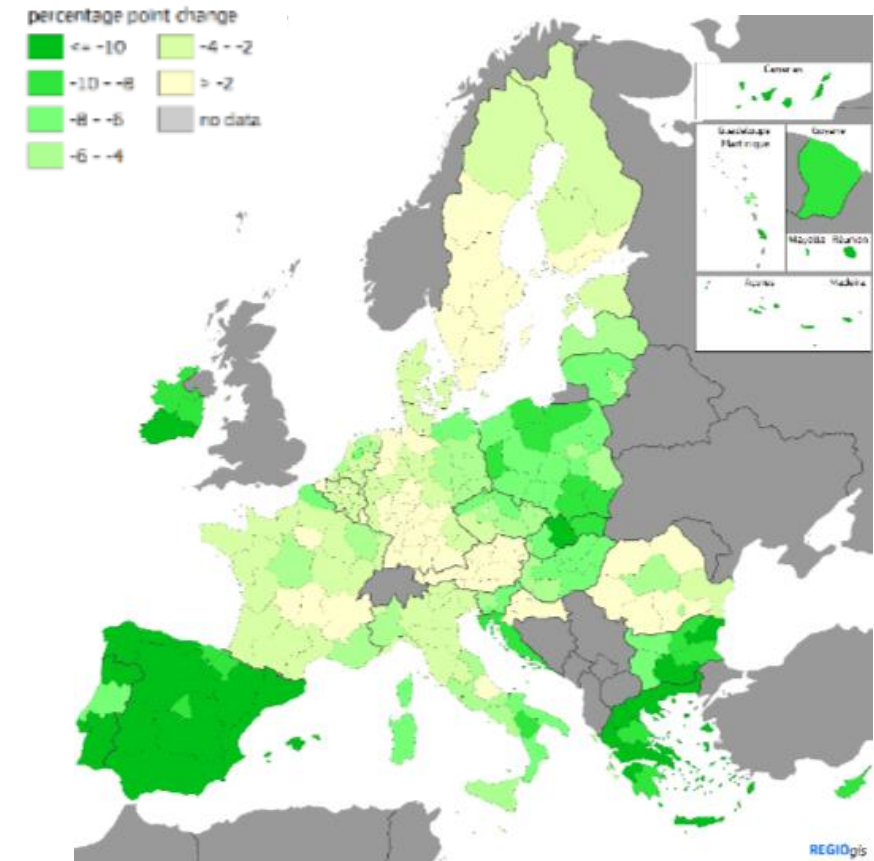 percentage point change
<= -10
-10 - -8
-8 - -6
-6 - -4
-4 - -2
> -2
no data
Canarias
Guadeloupe
Martinique
Guyane
Mayotte Réunion
Açores
Madeira
REGIOgis